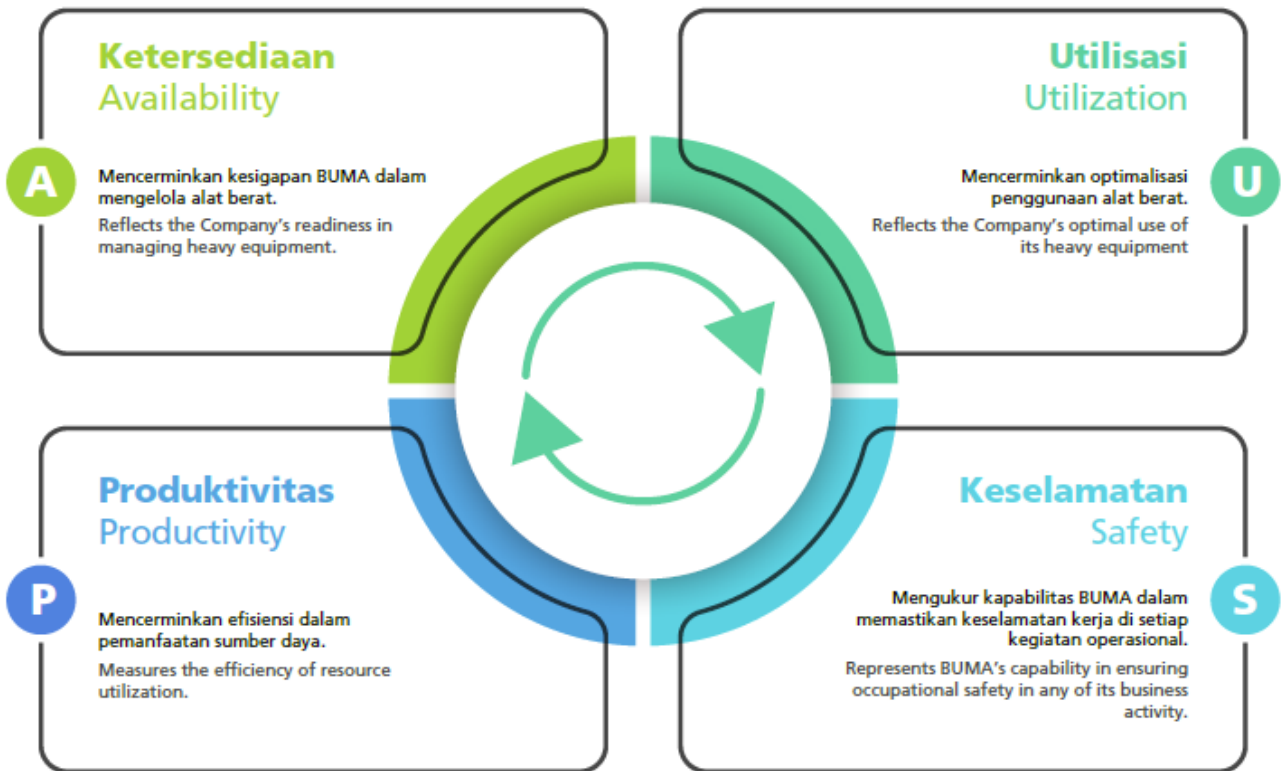 Ketersediaan
Availability
A
Mencerminkan kesigapan BUMA dalam
mengelola alat berat.
Reflects the Company's readiness in
managing heavy equipment.
Utilisasi
Utilization
U
Mencerminkan optimalisasi
penggunaan alat berat.
Reflects the Company's optimal use of
its heavy equipment
Produktivitas
Productivity
P
Mencerminkan efisiensi dalam
pemanfaatan sumber daya.
Measures the efficiency of resource
utilization.
Keselamatan
Safety
S
Mengukur kapabilitas BUMA dalam
memastikan keselamatan kerja di setiap
kegiatan operasional.
Represents BUMA's capability in ensuring
occupational safety in any of its business
activity.